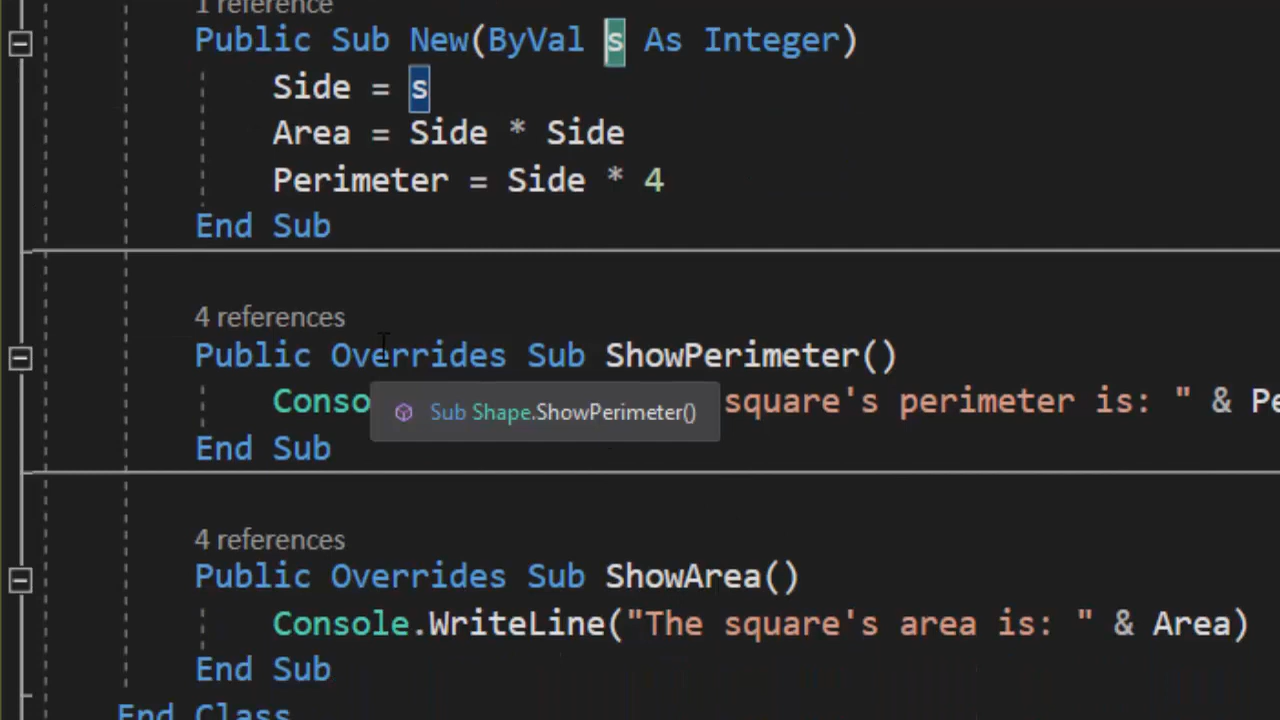 1 reference
Public Sub New(ByVal s As Integer)
Side = s
Area = Side * Side
Perimeter = Side * 4
End Sub
4 references
Public Overrides Sub ShowPerimeter()
Conso square's perimeter is: " & Pe
Sub Shape.ShowPerimeter()
End Sub
4 references
Public Overrides Sub ShowArea()
Console.WriteLine("The square's area is: " & Area)
End Sub
End Class